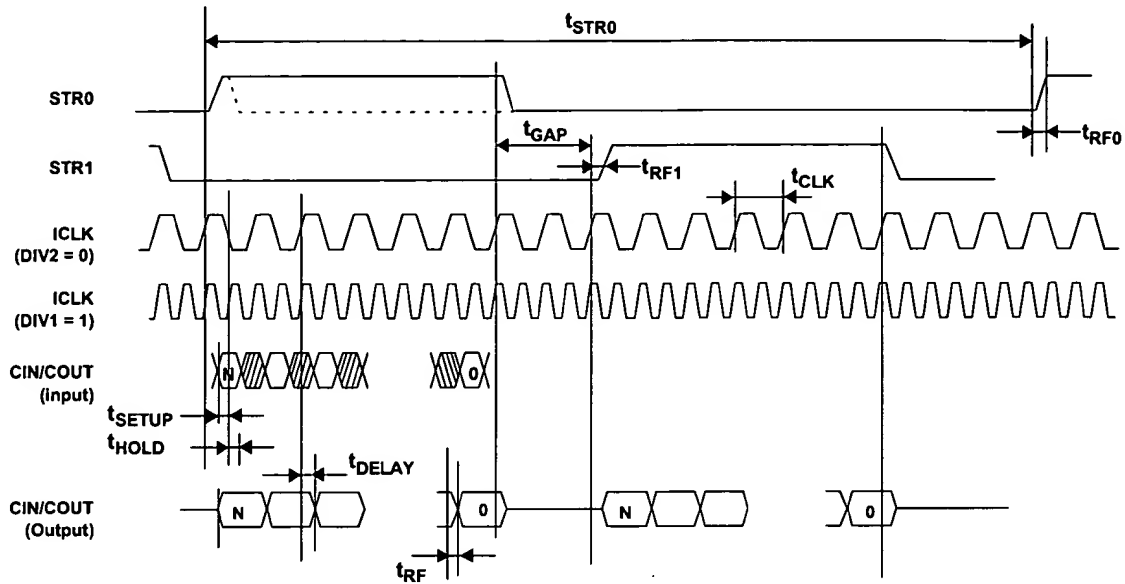 tSTR0
STR0
tGAP
tRF0
STR1
tRF1
tCLK
ICLK
(DIV2 = 0)
ICLK
(DIV1 = 1)
CIN/COUT
(input)
N
0
tSETUP
tHOLD
tDELAY
CIN/COUT
(Output)
N
0
N
0
tRF